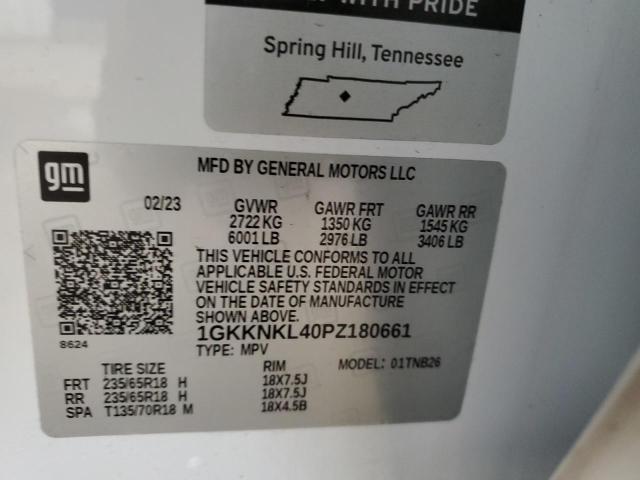 WITH PRIDE
Spring Hill, Tennessee
gm
MFD BY GENERAL MOTORS LLC
02/23 GVWR GAWR FRT GAWR RR
2722 KG 1350 KG 1545 KG
6001 LB 2976 LB 3406 LB
THIS VEHICLE CONFORMS TO ALL
APPLICABLE U.S. FEDERAL MOTOR
VEHICLE SAFETY STANDARDS IN EFFECT
ON THE DATE OF MANUFACTURE
SHOWN ABOVE.
8624
1GKKNKL40PZ180661
TYPE: MPV MODEL: 01TNB26
TIRE SIZE RIM
FRT 235/65R18 H 18X7.5J
RR 235/65R18 H 18X7.5J
SPA T135/70R18 M 18X4.5B